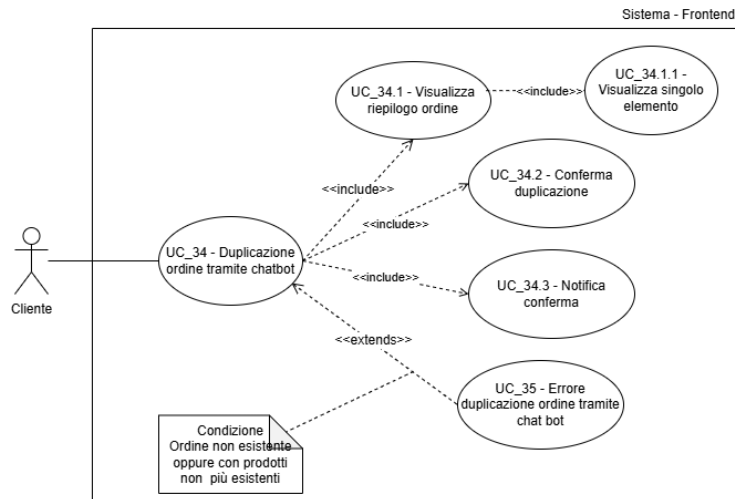 Sistema - Frontend
UC_34.1 - Visualizza
riepilogo ordine
<<include>>
UC_34.1.1 -
Visualizza singolo
elemento
<<include>>
UC_34.2 - Conferma
duplicazione
<<include>>
UC_34 - Duplicazione
ordine tramite chatbot
<<include>>
UC_34.3 - Notifica
conferma
Cliente
<<extends>>
UC_35 - Errore
duplicazione ordine tramite
chat bot
Condizione
Ordine non esistente
oppure con prodotti
non più esistenti